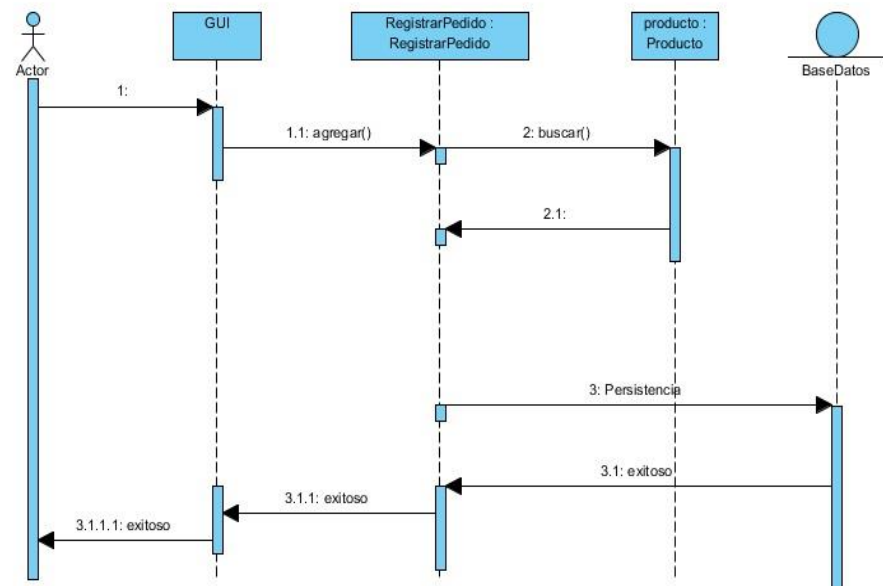 GUI
RegistrarPedido :
RegistrarPedido
producto :
Producto
Actor
BaseDatos
1:
1.1: agregar()
2: buscar()
2.1:
3: Persistencia
3.1: exitoso
3.1.1: exitoso
3.1.1.1: exitoso